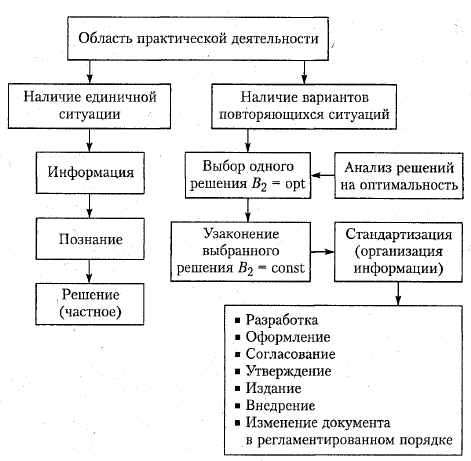 Область практической деятельности
Наличие единичной
ситуации
Информация
Познание
Решение
(частное)
Наличие вариантов
повторяющихся ситуаций
Выбор одного
решения B₂ = opt
Анализ решений
на оптимальность
Узаконение
выбранного
решения B₂ = const
Стандартизация
(организация
информации)
▪ Разработка
▪ Оформление
▪ Согласование
▪ Утверждение
▪ Издание
▪ Внедрение
▪ Изменение документа
в регламентированном порядке